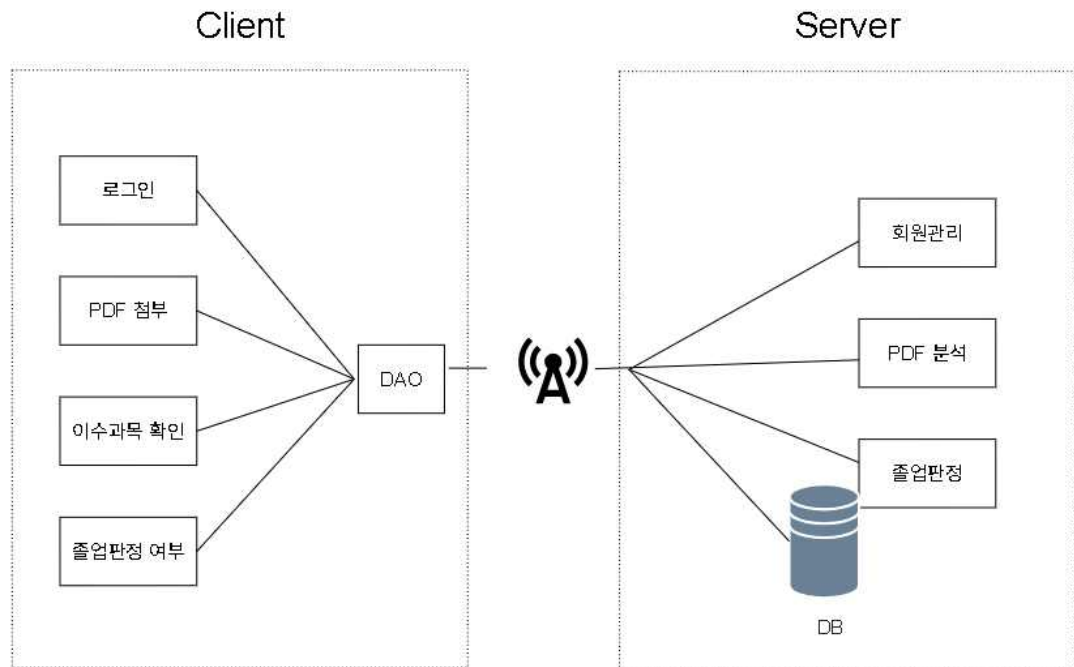 Client
Server
로그인
PDF 첨부
이수과목 확인
졸업판정 여부
DAO
회원관리
PDF 분석
졸업판정
DB